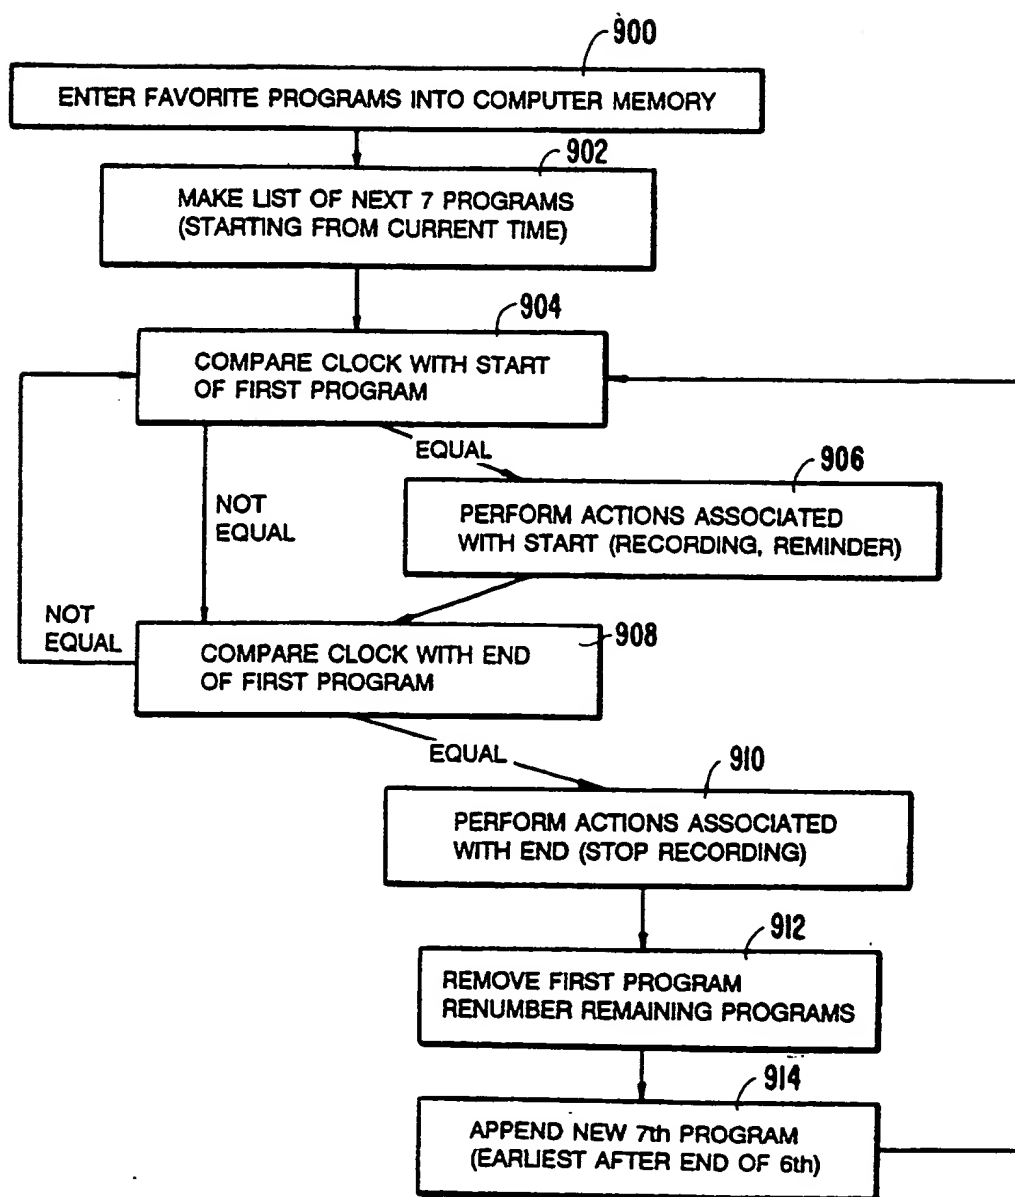 900
ENTER FAVORITE PROGRAMS INTO COMPUTER MEMORY
902
MAKE LIST OF NEXT 7 PROGRAMS
(STARTING FROM CURRENT TIME)
904
COMPARE CLOCK WITH START
OF FIRST PROGRAM
EQUAL
906
NOT
EQUAL
PERFORM ACTIONS ASSOCIATED
WITH START (RECORDING, REMINDER)
NOT
EQUAL
908
COMPARE CLOCK WITH END
OF FIRST PROGRAM
EQUAL
910
PERFORM ACTIONS ASSOCIATED
WITH END (STOP RECORDING)
912
REMOVE FIRST PROGRAM
RENUMBER REMAINING PROGRAMS
914
APPEND NEW 7th PROGRAM
(EARLIEST AFTER END OF 6th)